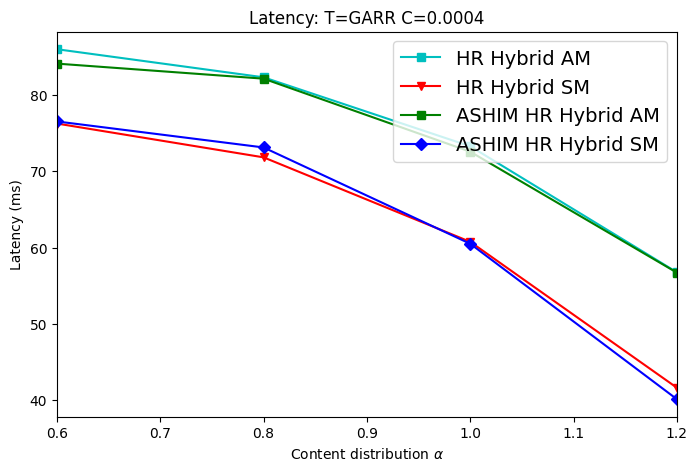 Latency: T=GARR C=0.0004
HR Hybrid AM
HR Hybrid SM
ASHIM HR Hybrid AM
ASHIM HR Hybrid SM
Latency (ms)
80
70
60
50
40
0.6 0.7 0.8 0.9 1.0 1.1 1.2
Content distribution α